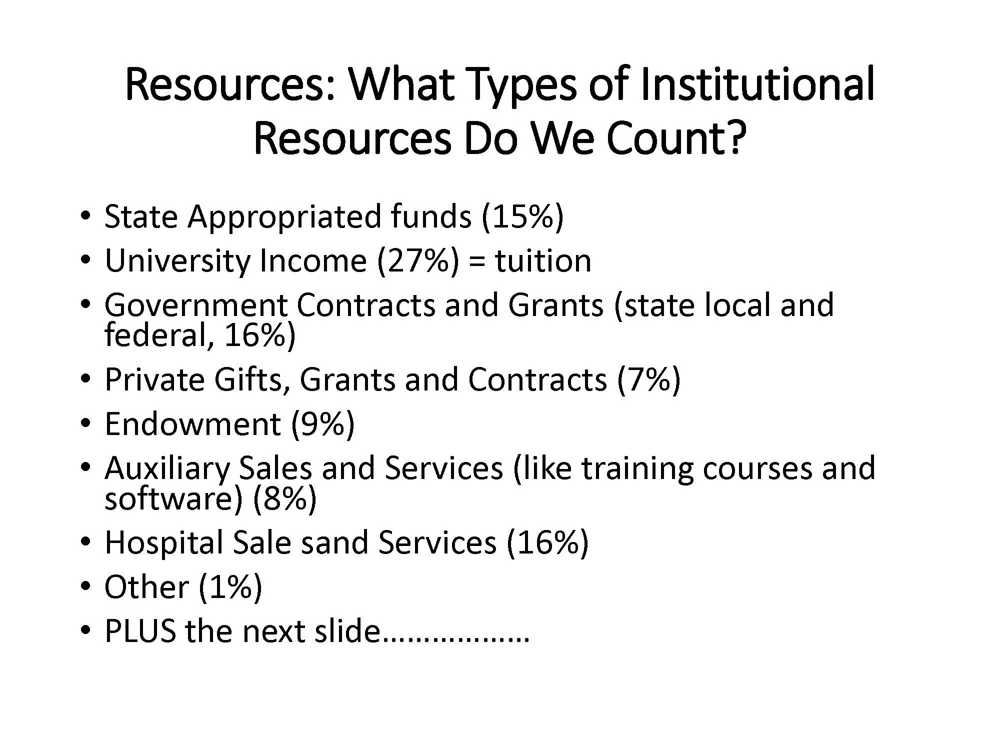 Resources: What Types of Institutional
Resources Do We Count?
• State Appropriated funds (15%)
• University Income (27%) = tuition
• Government Contracts and Grants (state local and
federal, 16%)
• Private Gifts, Grants and Contracts (7%)
• Endowment (9%)
• Auxiliary Sales and Services (like training courses and
software) (8%)
• Hospital Sale sand Services (16%)
• Other (1%)
• PLUS the next slide………………